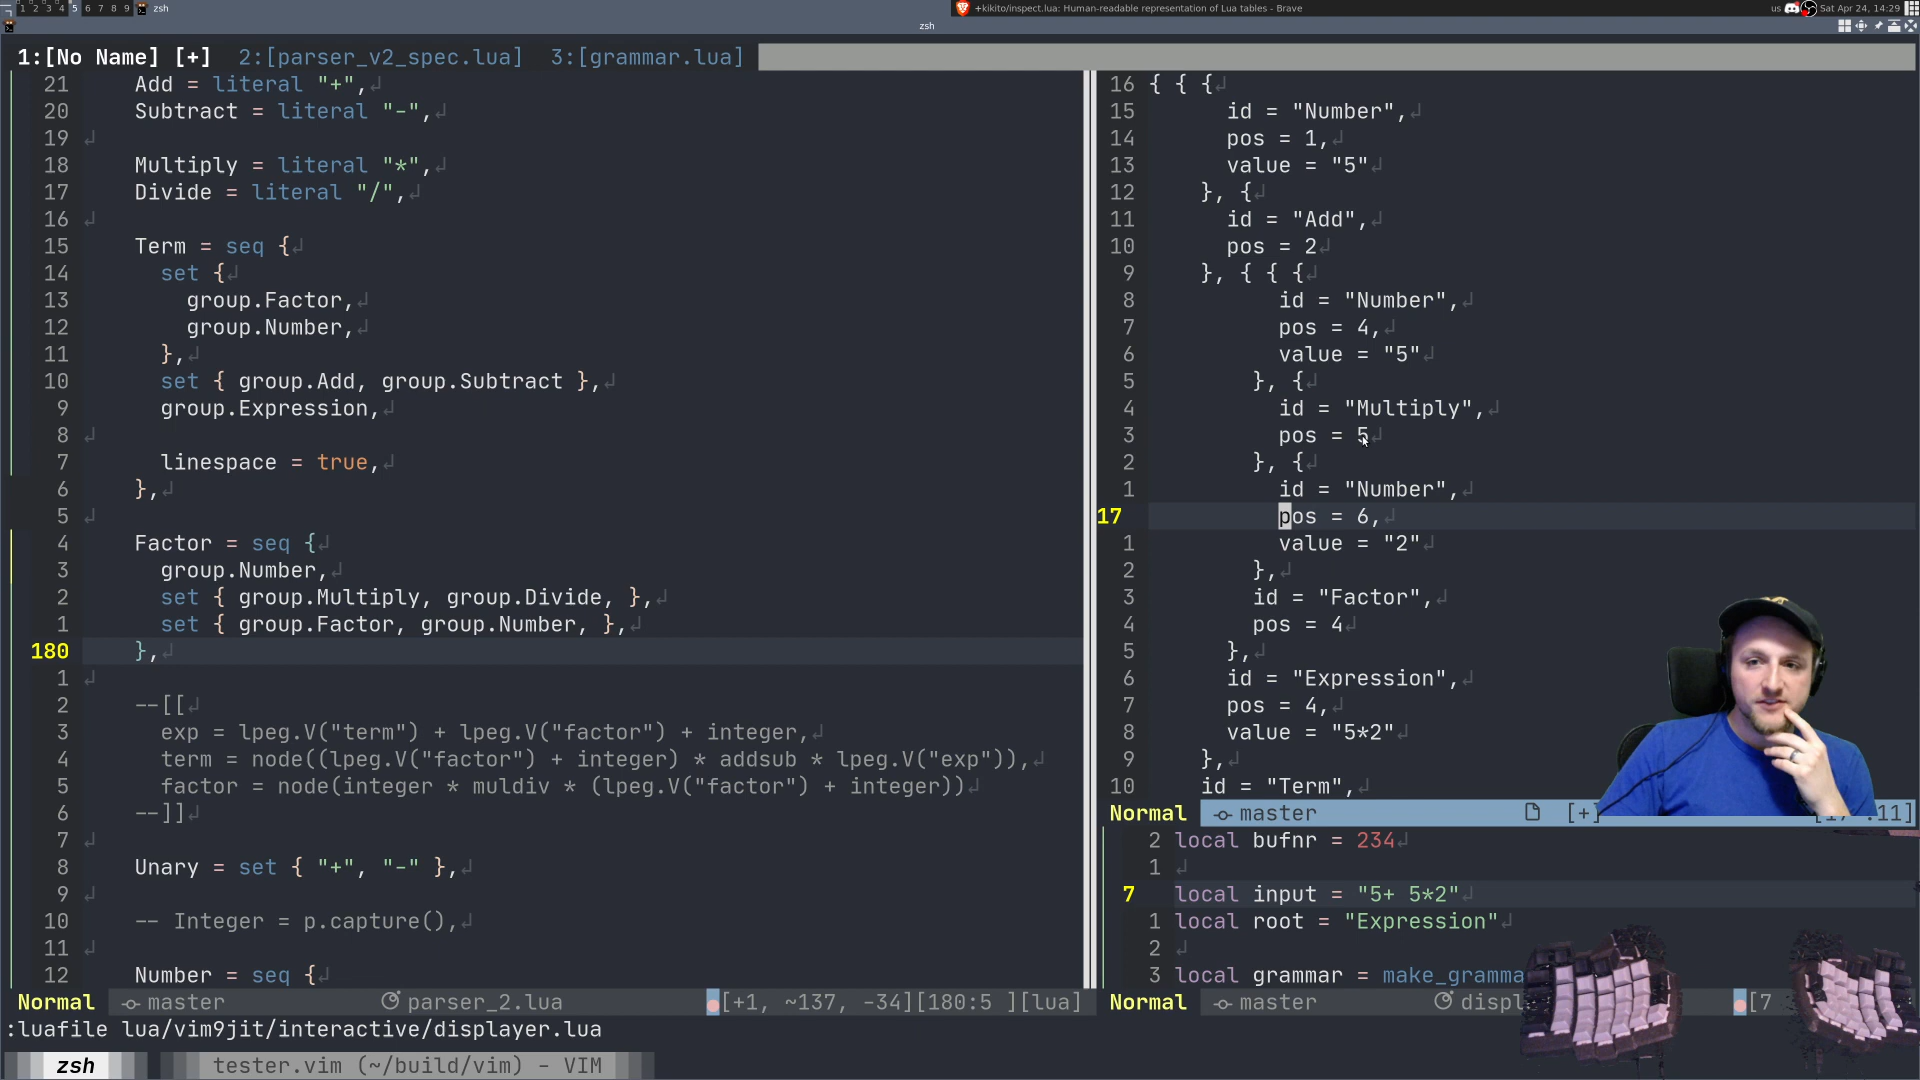 1 2 3 4 5 6 7 8 9 zsh +kikito/inspect.lua: Human-readable representation of Lua tables - Brave us Sat Apr 24, 14:29
zsh
1:[No Name] [+] 2:[parser_v2_spec.lua] 3:[grammar.lua]
21 Add = literal "+",↲
20 Subtract = literal "-",↲
19 ↲
18 Multiply = literal "*",↲
17 Divide = literal "/",↲
16 ↲
15 Term = seq {↲
14 set {↲
13 group.Factor,↲
12 group.Number,↲
11 },↲
10 set { group.Add, group.Subtract },↲
9 group.Expression,↲
8 ↲
7 linespace = true,↲
6 },↲
5 ↲
4 Factor = seq {↲
3 group.Number,↲
2 set { group.Multiply, group.Divide, },↲
1 set { group.Factor, group.Number, },↲
180 },↲
1 ↲
2 --[[↲
3 exp = lpeg.V("term") + lpeg.V("factor") + integer,↲
4 term = node((lpeg.V("factor") + integer) * addsub * lpeg.V("exp")),↲
5 factor = node(integer * muldiv * (lpeg.V("factor") + integer))↲
6 --]]↲
7 ↲
8 Unary = set { "+", "-" },↲
9 ↲
10 -- Integer = p.capture(),↲
11 ↲
12 Number = seq {↲
Normal master parser_2.lua [+1, ~137, -34][180:5 ][lua]
16 { { {↲
15 id = "Number",↲
14 pos = 1,↲
13 value = "5"↲
12 }, {↲
11 id = "Add",↲
10 pos = 2↲
9 }, { { {↲
8 id = "Number",↲
7 pos = 4,↲
6 value = "5"↲
5 }, {↲
4 id = "Multiply",↲
3 pos = 5↲
2 }, {↲
1 id = "Number",↲
17 pos = 6,↲
1 value = "2"↲
2 },↲
3 id = "Factor",↲
4 pos = 4↲
5 },↲
6 id = "Expression",↲
7 pos = 4,↲
8 value = "5*2"↲
9 },↲
10 id = "Term",↲
Normal master [+] :11]
2 local bufnr = 234↲
1 ↲
7 local input = "5+ 5*2"↲
1 local root = "Expression"↲
2 ↲
3 local grammar = make_gramma
Normal master displ [7
:luafile lua/vim9jit/interactive/displayer.lua
zsh tester.vim (~/build/vim) - VIM